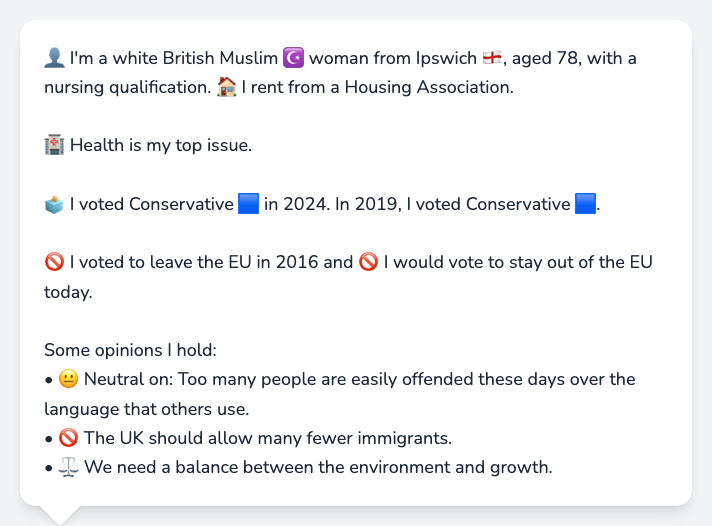 👤 I'm a white British Muslim ☪️ woman from Ipswich 🏴󠁧󠁢󠁥󠁮󠁧󠁿, aged 78, with a
nursing qualification. 🏠 I rent from a Housing Association.
🏥 Health is my top issue.
🗳️ I voted Conservative 🟦 in 2024. In 2019, I voted Conservative 🟦.
🚫 I voted to leave the EU in 2016 and 🚫 I would vote to stay out of the EU
today.
Some opinions I hold:
• 😐 Neutral on: Too many people are easily offended these days over the
language that others use.
• 🚫 The UK should allow many fewer immigrants.
• ⚖️ We need a balance between the environment and growth.